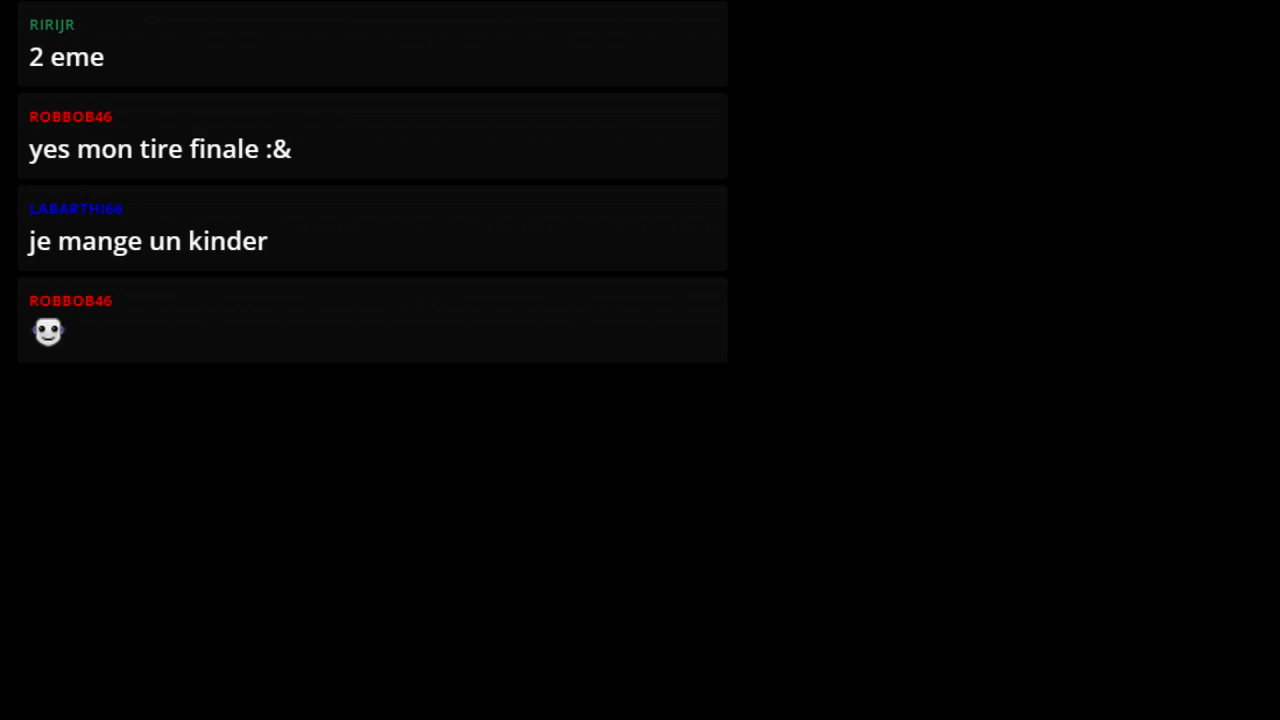 RIRIJR
2 eme
ROBBOB46
yes mon tire finale :&
LABARTHI66
je mange un kinder
ROBBOB46